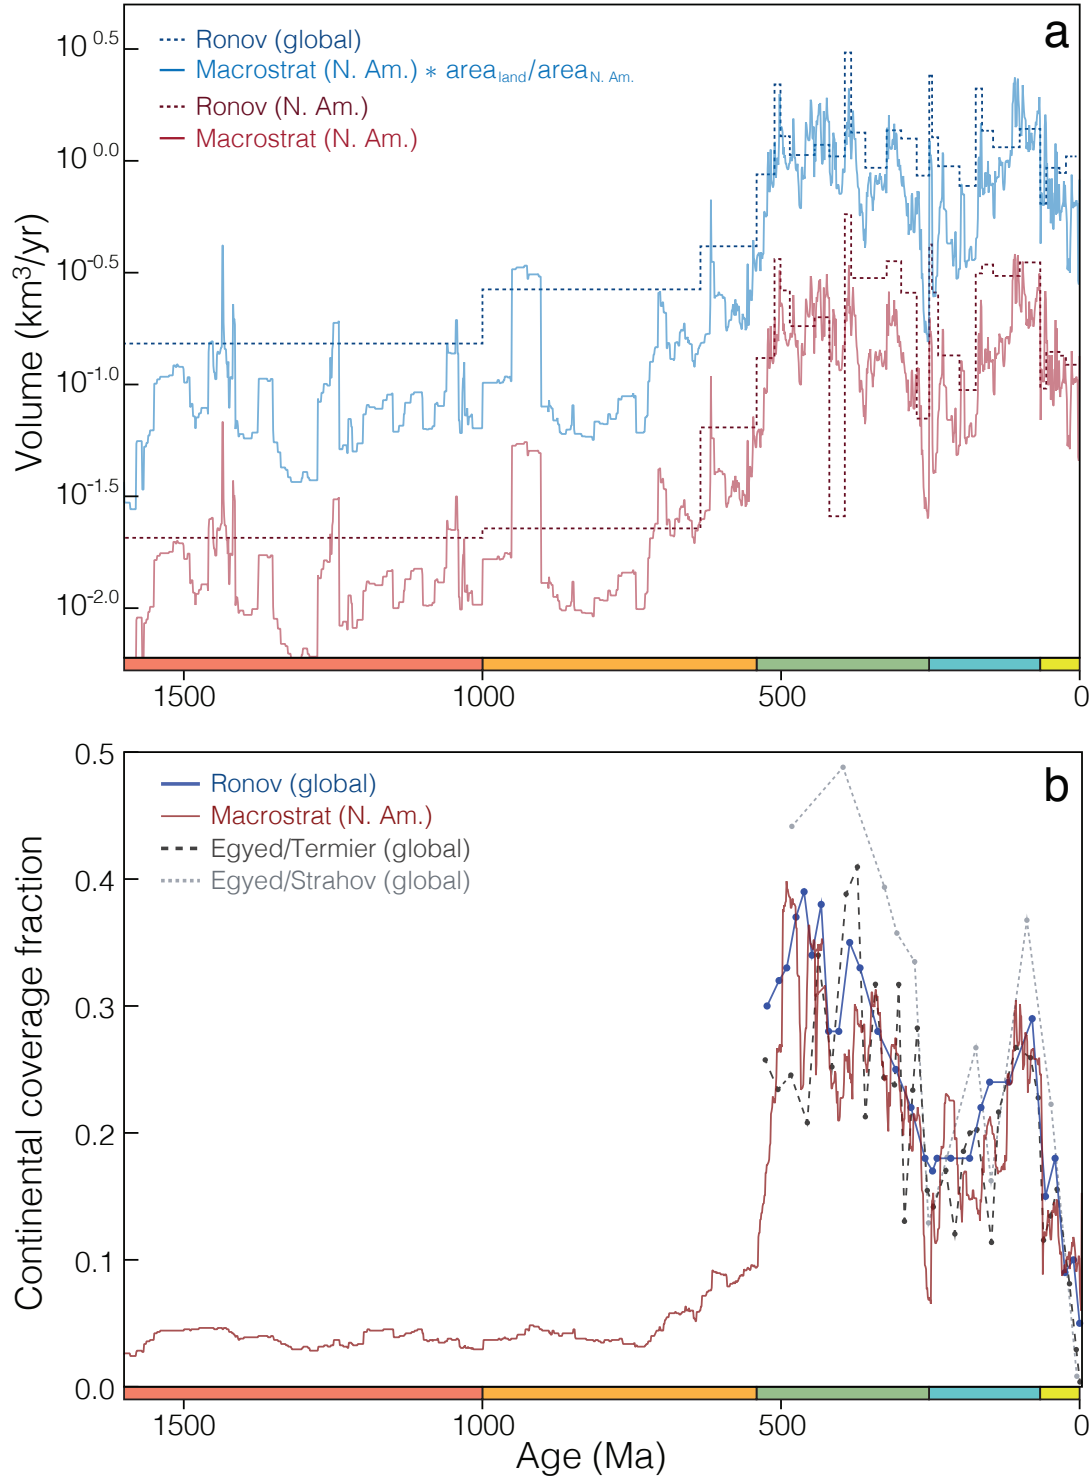 a
Ronov (global)
Macrostrat (N. Am.) * area_land/area_N. Am.
Ronov (N. Am.)
Macrostrat (N. Am.)
10^0.5
10^0.0
10^-0.5
10^-1.0
10^-1.5
10^-2.0
Volume (km³/yr)
1500 1000 500 0
b
Ronov (global)
Macrostrat (N. Am.)
Egyed/Termier (global)
Egyed/Strahov (global)
0.5
0.4
0.3
0.2
0.1
0.0
Continental coverage fraction
1500 1000 500 0
Age (Ma)